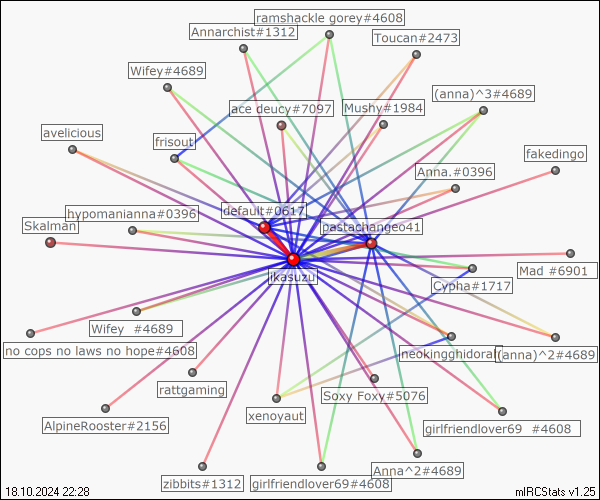 ramshackle gorey#4608
Annarchist#1312
Toucan#2473
Wifey#4689
(anna)^3#4689
ace deucy#7097
Mushy#1984
avelicious
frisout
fakedingo
Anna.#0396
hypomanianna#0396
default#0617
Skalman
pastachangeo41
ikasuzu
Mad #6901
Cypha#1717
Wifey #4689
no cops no laws no hope#4608
neokingghidorah
(anna)^2#4689
rattgaming
Soxy Foxy#5076
xenoyaut
AlpineRooster#2156
girlfriendlover69 #4608
Anna^2#4689
zibbits#1312
girlfriendlover69#4608
18.10.2024 22:28
mIRCStats v1.25